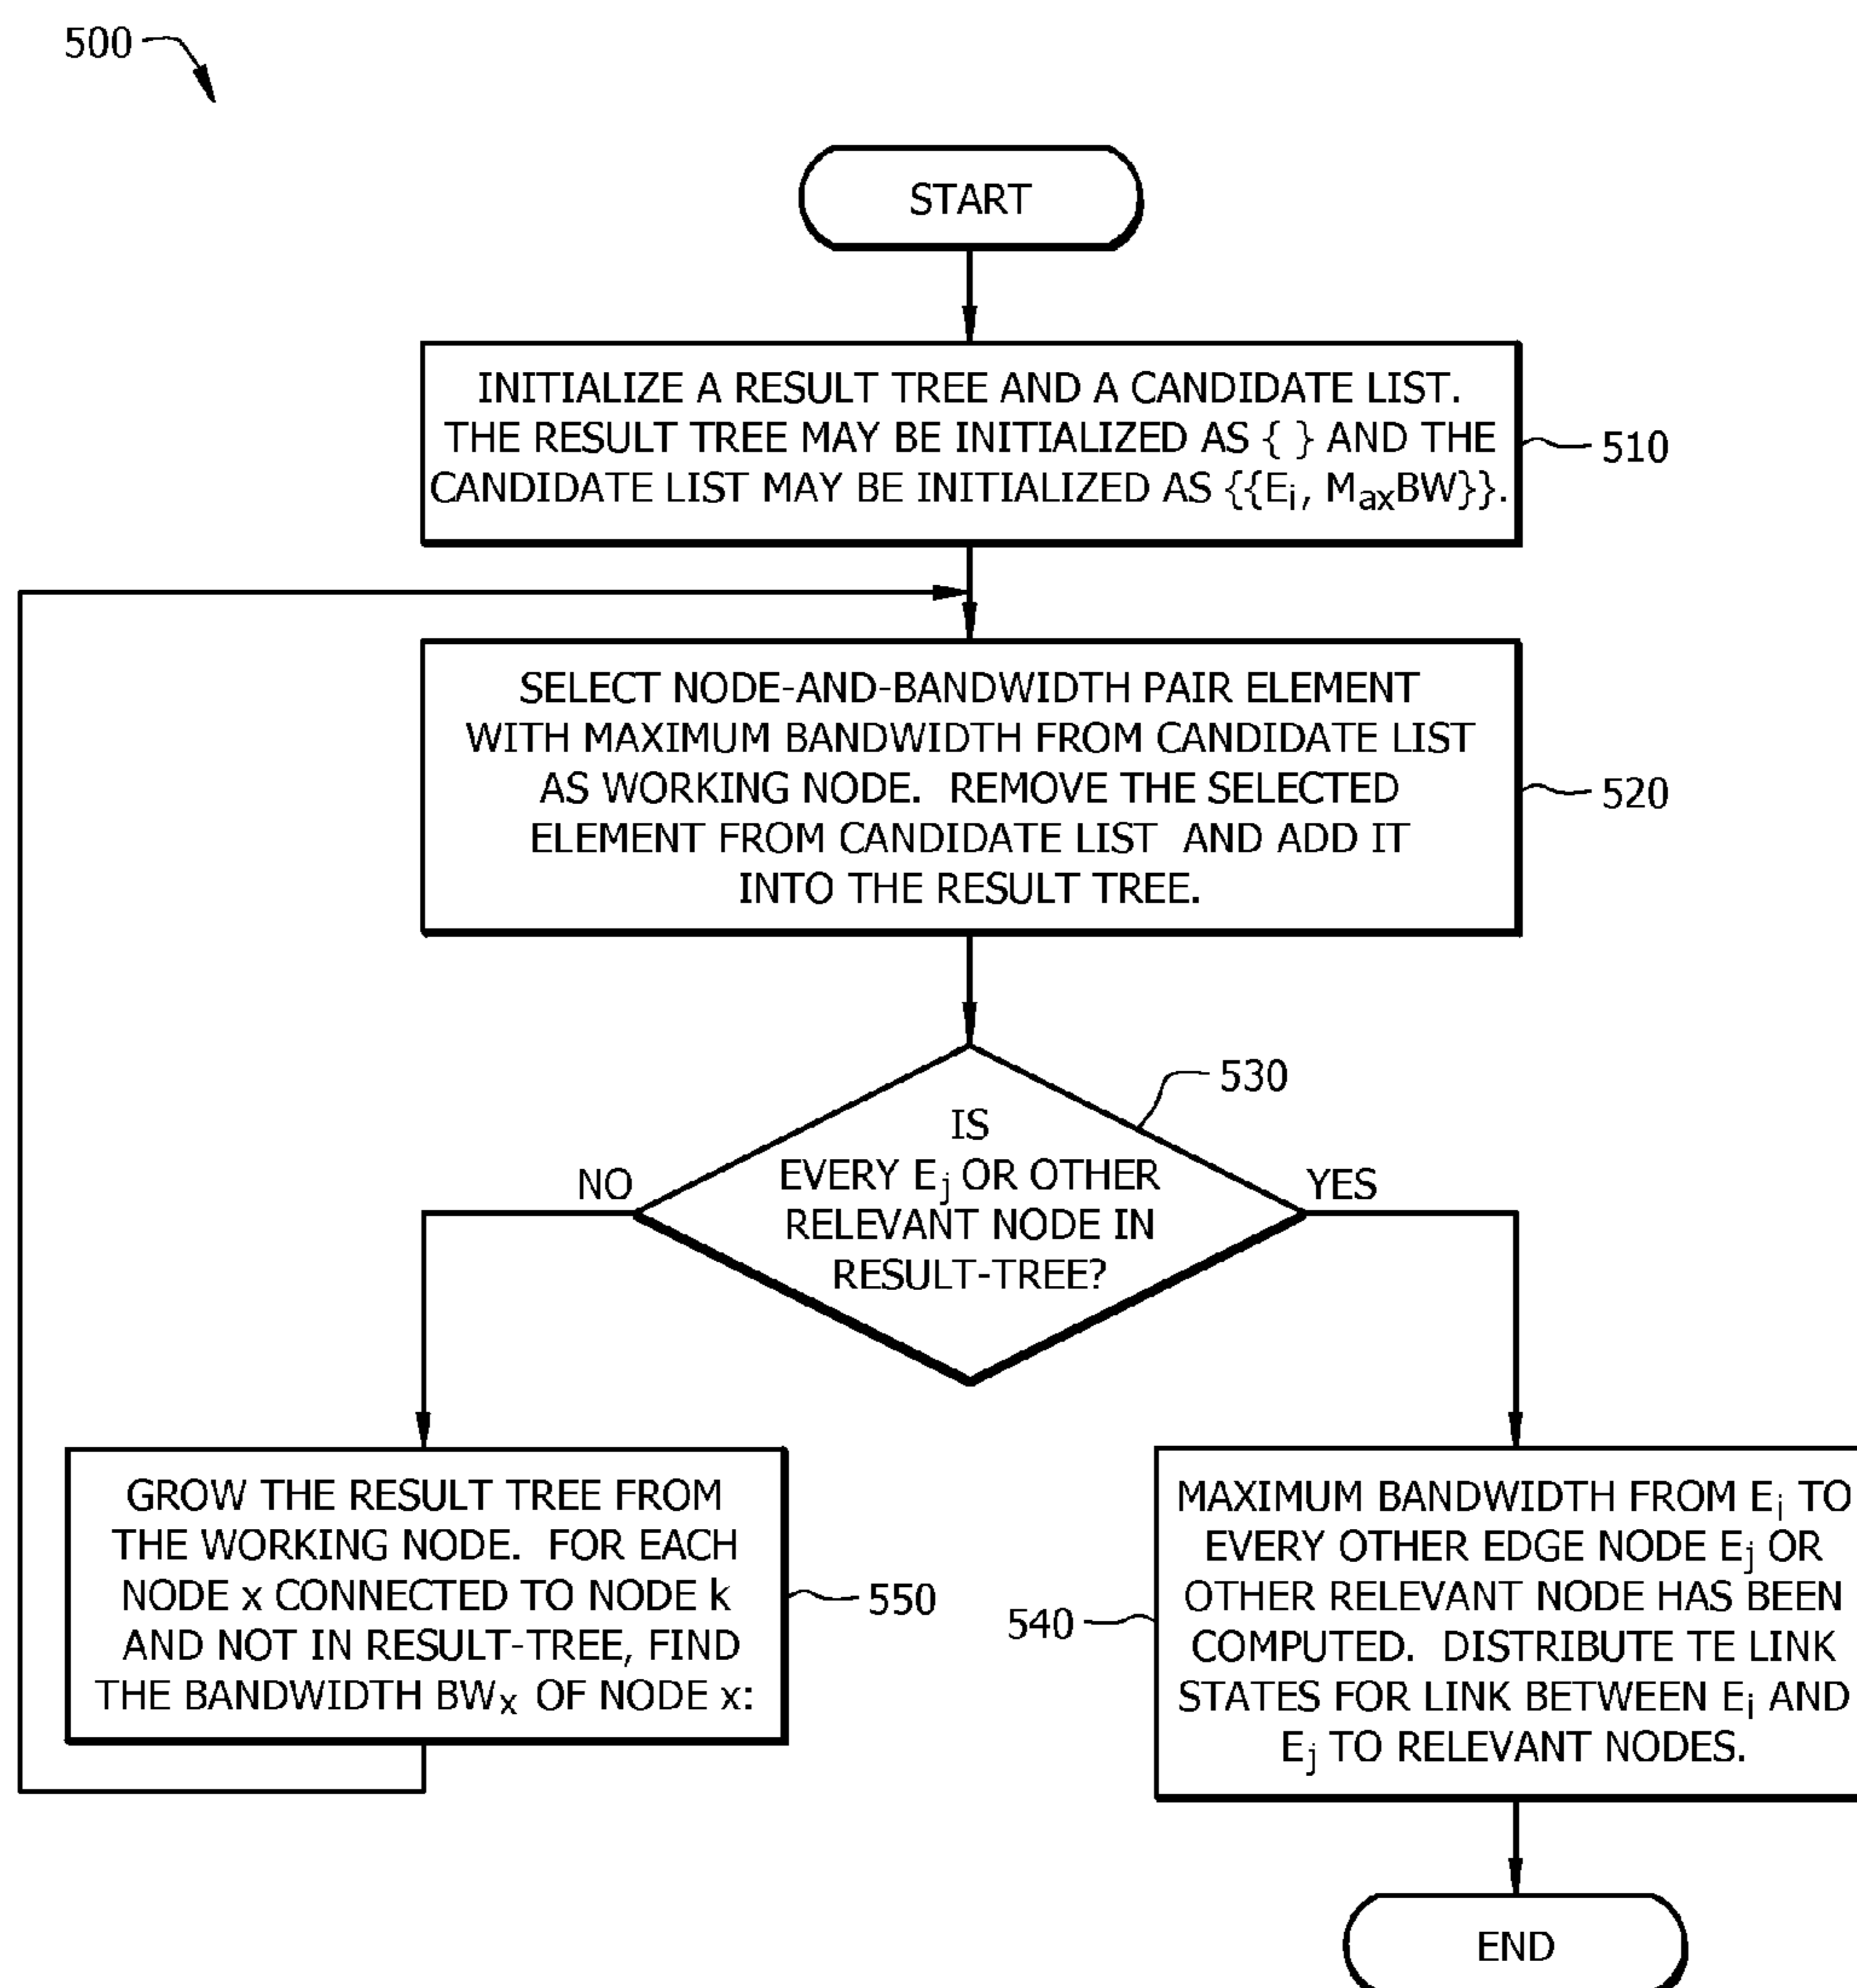 500
START
INITIALIZE A RESULT TREE AND A CANDIDATE LIST.
THE RESULT TREE MAY BE INITIALIZED AS { } AND THE
CANDIDATE LIST MAY BE INITIALIZED AS {{Ei, MaxBW}}.
510
SELECT NODE-AND-BANDWIDTH PAIR ELEMENT
WITH MAXIMUM BANDWIDTH FROM CANDIDATE LIST
AS WORKING NODE. REMOVE THE SELECTED
ELEMENT FROM CANDIDATE LIST AND ADD IT
INTO THE RESULT TREE.
520
530
IS
EVERY Ej OR OTHER
RELEVANT NODE IN
RESULT-TREE?
NO
YES
GROW THE RESULT TREE FROM
THE WORKING NODE. FOR EACH
NODE x CONNECTED TO NODE k
AND NOT IN RESULT-TREE, FIND
THE BANDWIDTH BWx OF NODE x:
550
540
MAXIMUM BANDWIDTH FROM Ei TO
EVERY OTHER EDGE NODE Ej OR
OTHER RELEVANT NODE HAS BEEN
COMPUTED. DISTRIBUTE TE LINK
STATES FOR LINK BETWEEN Ei AND
Ej TO RELEVANT NODES.
END